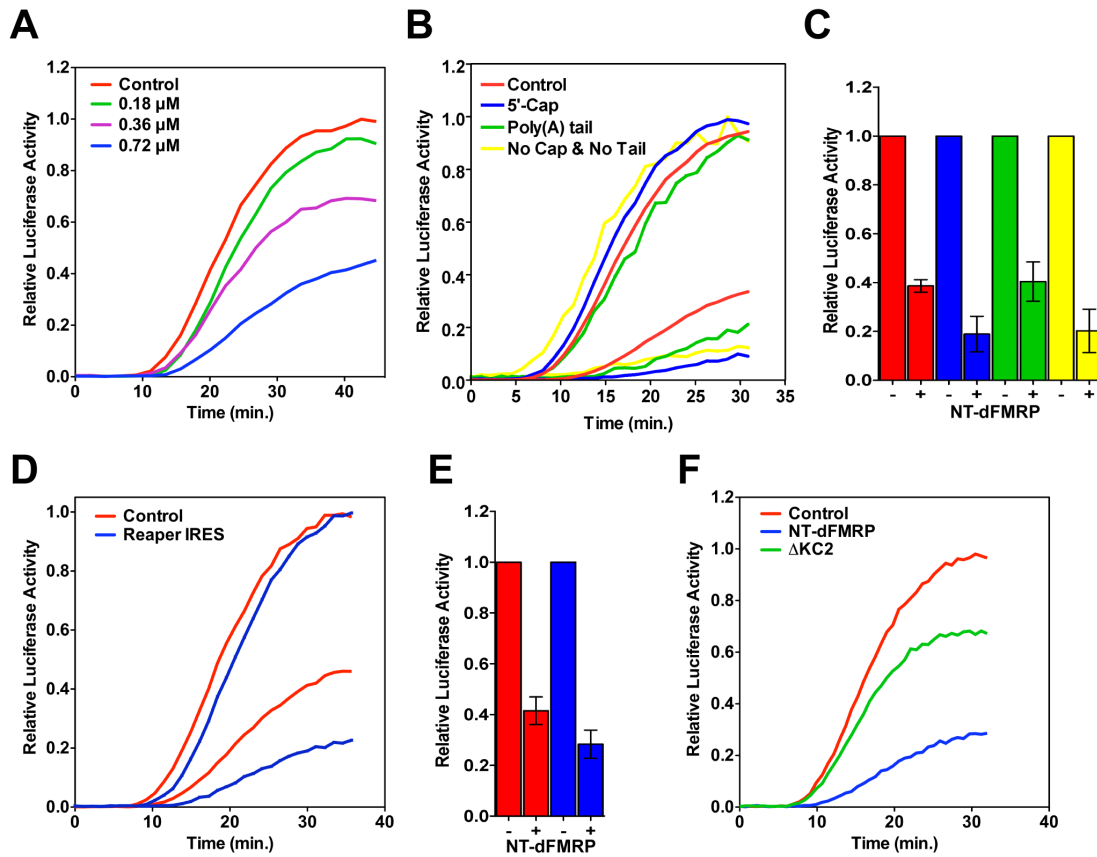 A
Relative Luciferase Activity
1.2
1.0
0.8
0.6
0.4
0.2
0.0
Control
0.18 µM
0.36 µM
0.72 µM
0
10
20
30
40
Time (min.)
B
Relative Luciferase Activity
1.2
1.0
0.8
0.6
0.4
0.2
0.0
Control
5'-Cap
Poly(A) tail
No Cap & No Tail
0
5
10
15
20
25
30
35
Time (min.)
C
Relative Luciferase Activity
1.2
1.0
0.8
0.6
0.4
0.2
0.0
- + - + - + - +
NT-dFMRP
D
Relative Luciferase Activity
1.0
0.8
0.6
0.4
0.2
0.0
Control
Reaper IRES
0
10
20
30
40
Time (min.)
E
Relative Luciferase Activity
1.2
1.0
0.8
0.6
0.4
0.2
0.0
- + - +
NT-dFMRP
F
Relative Luciferase Activity
1.2
1.0
0.8
0.6
0.4
0.2
0.0
Control
NT-dFMRP
ΔKC2
0
10
20
30
40
Time (min.)